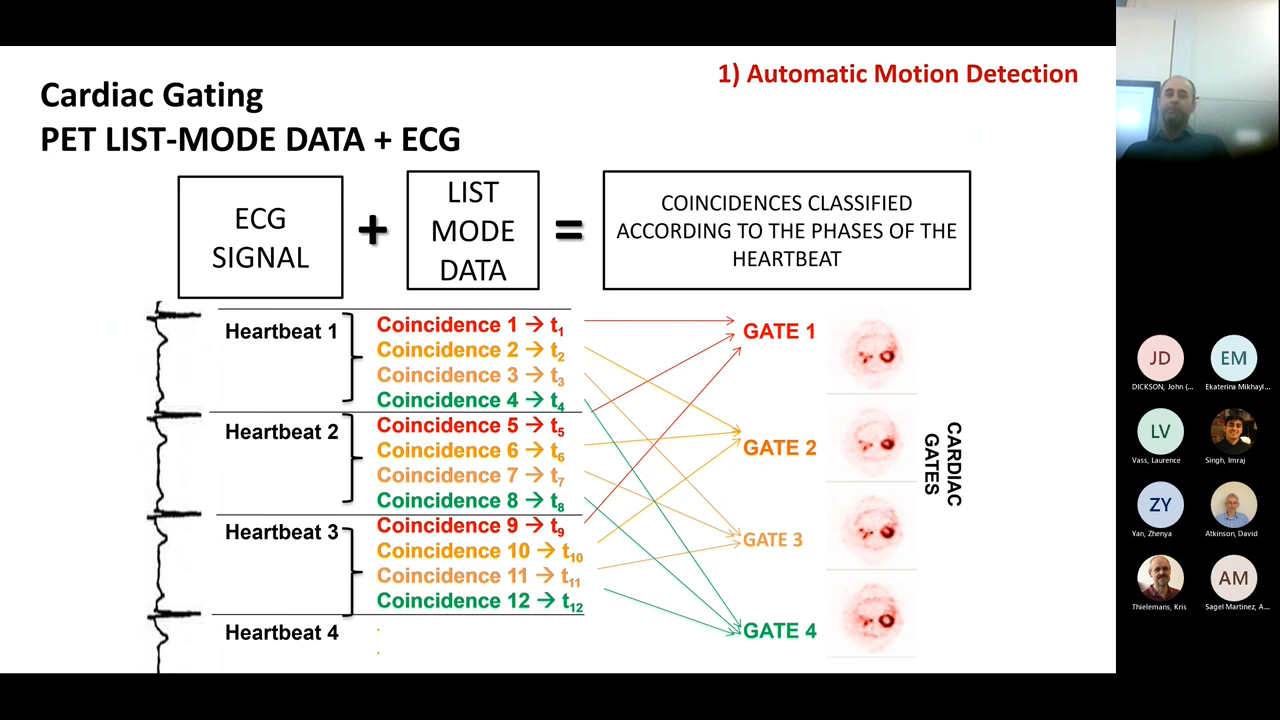 1) Automatic Motion Detection
Cardiac Gating
PET LIST-MODE DATA + ECG
ECG
SIGNAL
+
LIST
MODE
DATA
=
COINCIDENCES CLASSIFIED
ACCORDING TO THE PHASES OF THE
HEARTBEAT
Heartbeat 1
Coincidence 1 → t1
Coincidence 2 → t2
Coincidence 3 → t3
Coincidence 4 → t4
Heartbeat 2
Coincidence 5 → t5
Coincidence 6 → t6
Coincidence 7 → t7
Coincidence 8 → t8
Heartbeat 3
Coincidence 9 → t9
Coincidence 10 → t10
Coincidence 11 → t11
Coincidence 12 → t12
Heartbeat 4
GATE 1
GATE 2
GATE 3
GATE 4
CARDIAC
GATES
JD
DICKSON, John (...
EM
Ekaterina Mikhayl...
LV
Vass, Laurence
Singh, Imraj
ZY
Yan, Zhenya
Atkinson, David
Thielemans, Kris
AM
Sagel Martinez, A...